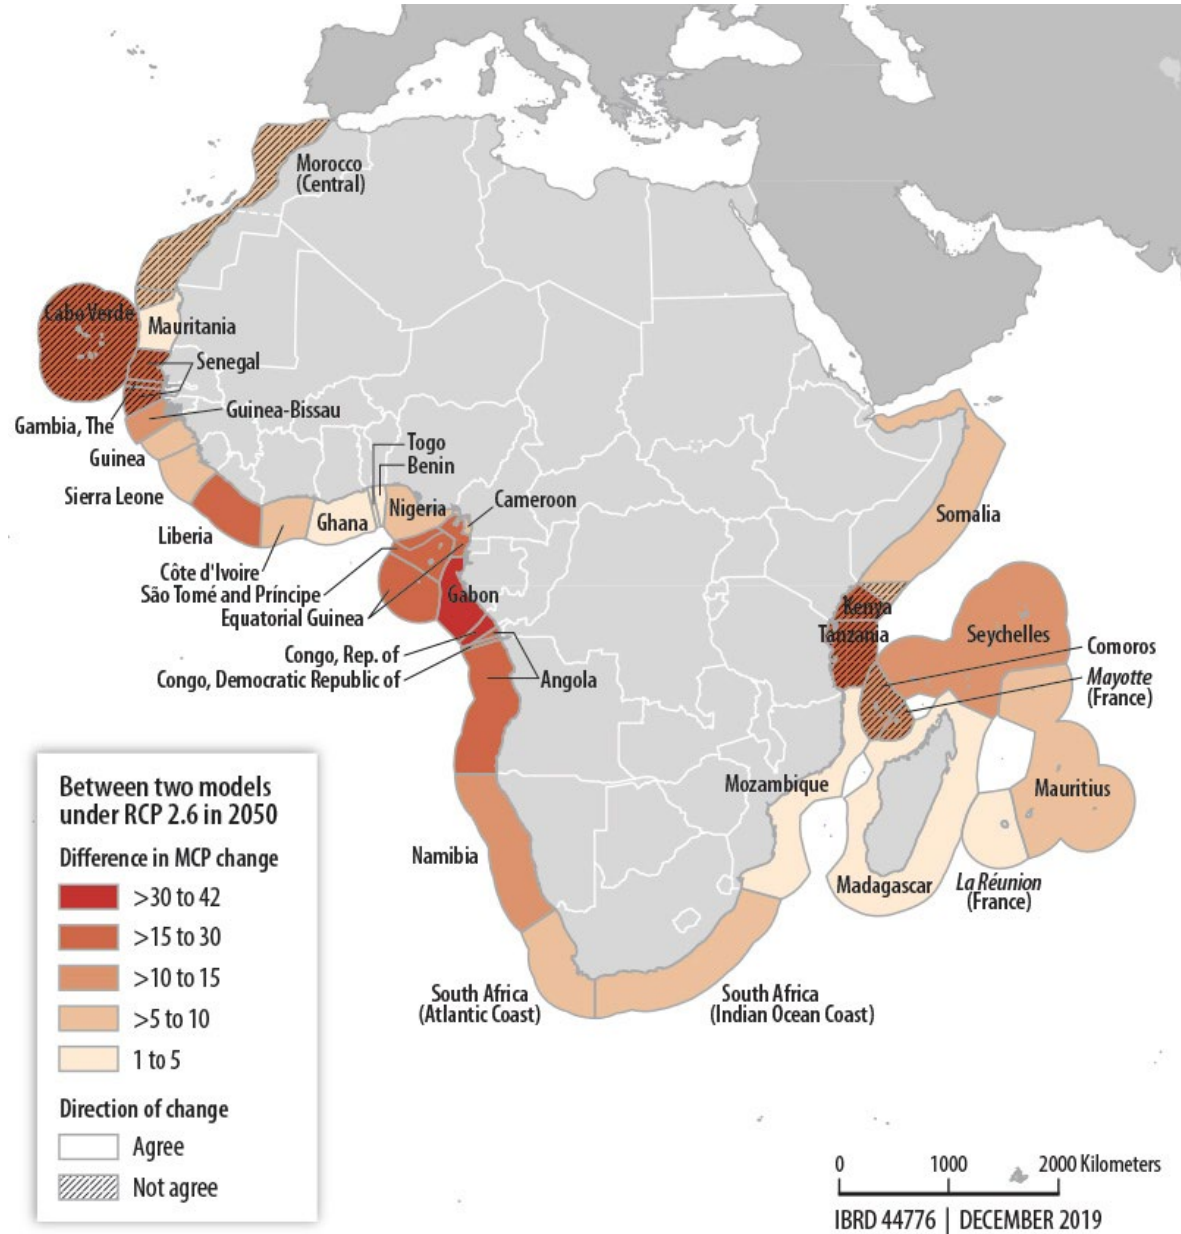 Morocco
(Central)
Cabo Verde
Mauritania
Senegal
Gambia, The
Guinea-Bissau
Guinea
Togo
Benin
Sierra Leone
Nigeria
Cameroon
Ghana
Somalia
Liberia
Côte d'Ivoire
São Tomé and Príncipe
Gabon
Equatorial Guinea
Kenya
Tanzania
Seychelles
Comoros
Congo, Rep. of
Mayotte
(France)
Congo, Democratic Republic of
Angola
Mozambique
Mauritius
Namibia
Madagascar
La Réunion
(France)
South Africa
(Atlantic Coast)
South Africa
(Indian Ocean Coast)
Between two models
under RCP 2.6 in 2050
Difference in MCP change
>30 to 42
>15 to 30
>10 to 15
>5 to 10
1 to 5
Direction of change
Agree
Not agree
0 1000 2000 Kilometers
IBRD 44776 | DECEMBER 2019